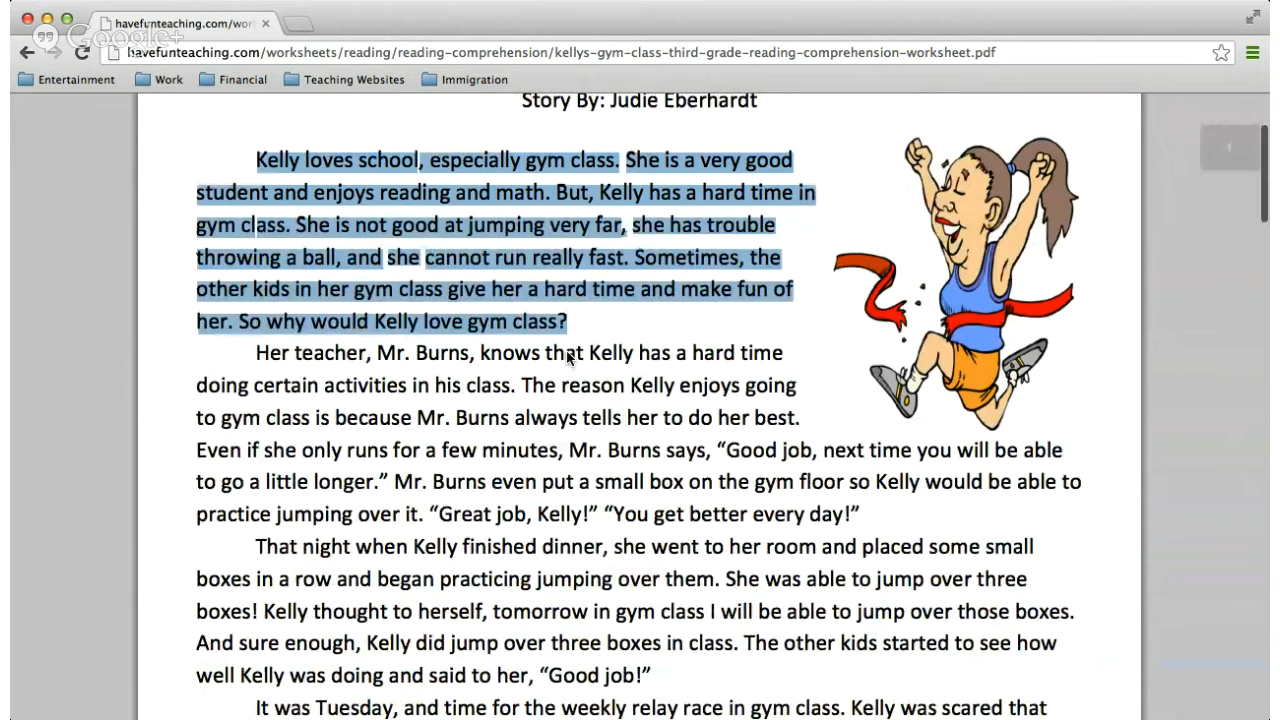 havefunteaching.com/wor
Google+
havefunteaching.com/worksheets/reading/reading-comprehension/kellys-gym-class-third-grade-reading-comprehension-worksheet.pdf
Entertainment Work Financial Teaching Websites Immigration
Story By: Judie Eberhardt
Kelly loves school, especially gym class. She is a very good
student and enjoys reading and math. But, Kelly has a hard time in
gym class. She is not good at jumping very far, she has trouble
throwing a ball, and she cannot run really fast. Sometimes, the
other kids in her gym class give her a hard time and make fun of
her. So why would Kelly love gym class?
Her teacher, Mr. Burns, knows that Kelly has a hard time
doing certain activities in his class. The reason Kelly enjoys going
to gym class is because Mr. Burns always tells her to do her best.
Even if she only runs for a few minutes, Mr. Burns says, “Good job, next time you will be able
to go a little longer.” Mr. Burns even put a small box on the gym floor so Kelly would be able to
practice jumping over it. “Great job, Kelly!” “You get better every day!”
That night when Kelly finished dinner, she went to her room and placed some small
boxes in a row and began practicing jumping over them. She was able to jump over three
boxes! Kelly thought to herself, tomorrow in gym class I will be able to jump over those boxes.
And sure enough, Kelly did jump over three boxes in class. The other kids started to see how
well Kelly was doing and said to her, “Good job!”
It was Tuesday, and time for the weekly relay race in gym class. Kelly was scared that